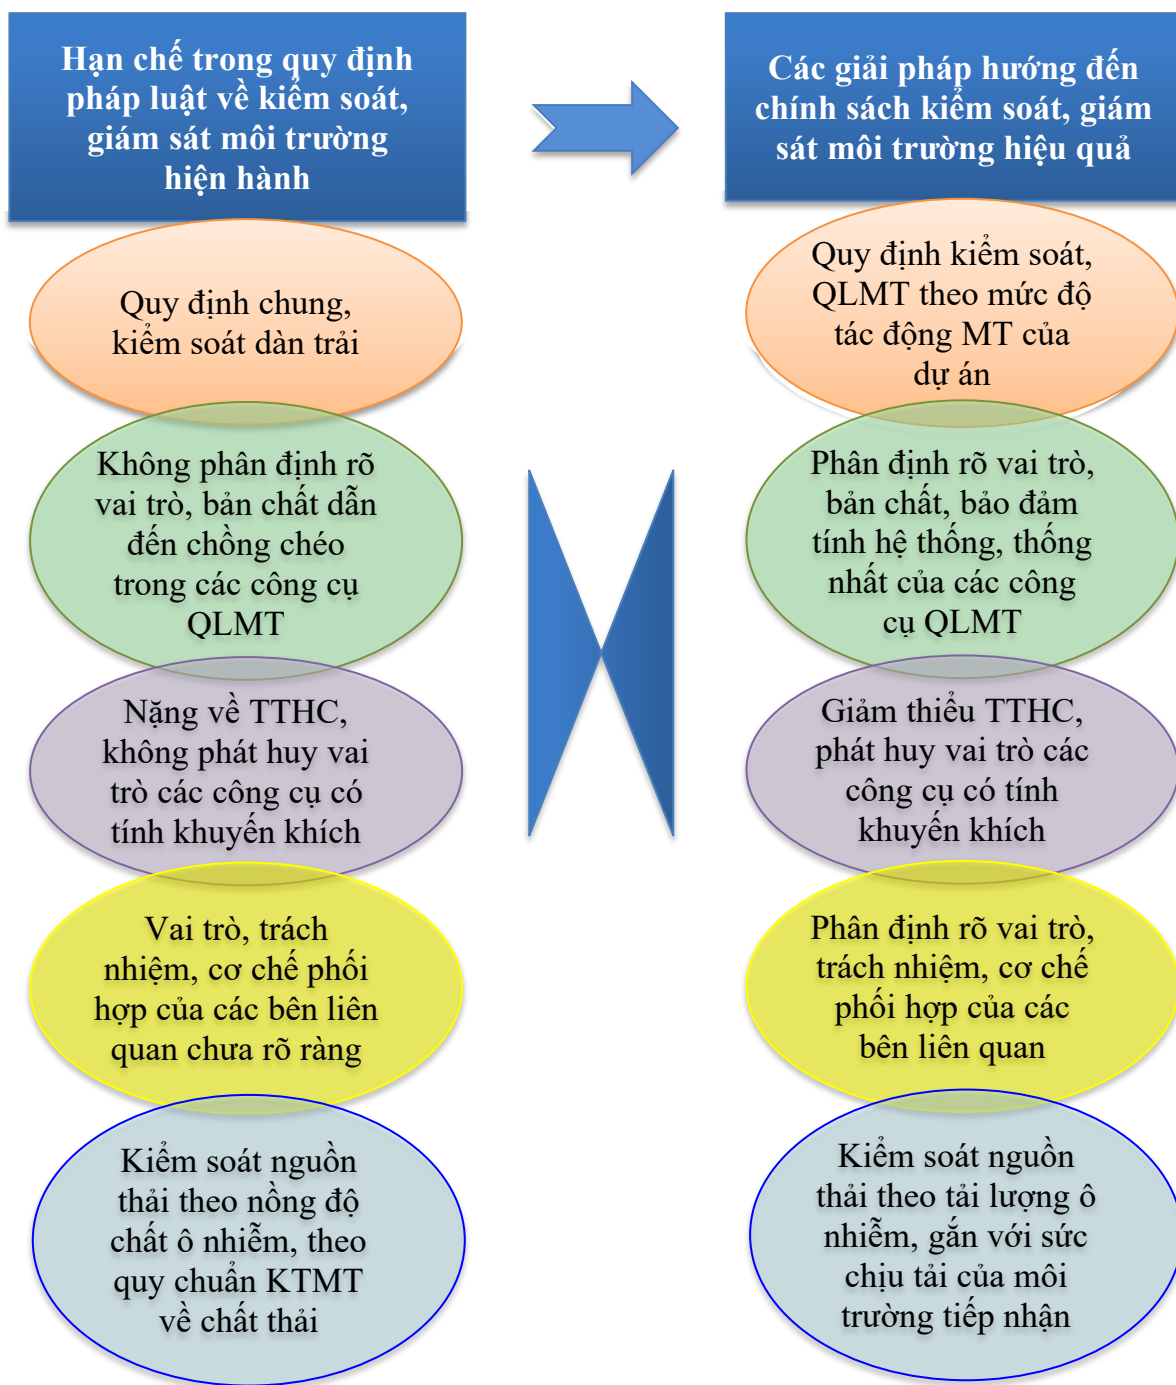 Hạn chế trong quy định
pháp luật về kiểm soát,
giám sát môi trường
hiện hành
Các giải pháp hướng đến
chính sách kiểm soát, giám
sát môi trường hiệu quả
Quy định chung,
kiểm soát dàn trải
Quy định kiểm soát,
QLMT theo mức độ
tác động MT của
dự án
Không phân định rõ
vai trò, bản chất dẫn
đến chồng chéo
trong các công cụ
QLMT
Phân định rõ vai trò,
bản chất, bảo đảm
tính hệ thống, thống
nhất của các công
cụ QLMT
Nặng về TTHC,
không phát huy vai
trò các công cụ có
tính khuyến khích
Giảm thiểu TTHC,
phát huy vai trò các
công cụ có tính
khuyến khích
Vai trò, trách
nhiệm, cơ chế phối
hợp của các bên liên
quan chưa rõ ràng
Phân định rõ vai trò,
trách nhiệm, cơ chế
phối hợp của các
bên liên quan
Kiểm soát nguồn
thải theo nồng độ
chất ô nhiễm, theo
quy chuẩn KTMT
về chất thải
Kiểm soát nguồn
thải theo tải lượng ô
nhiễm, gắn với sức
chịu tải của môi
trường tiếp nhận